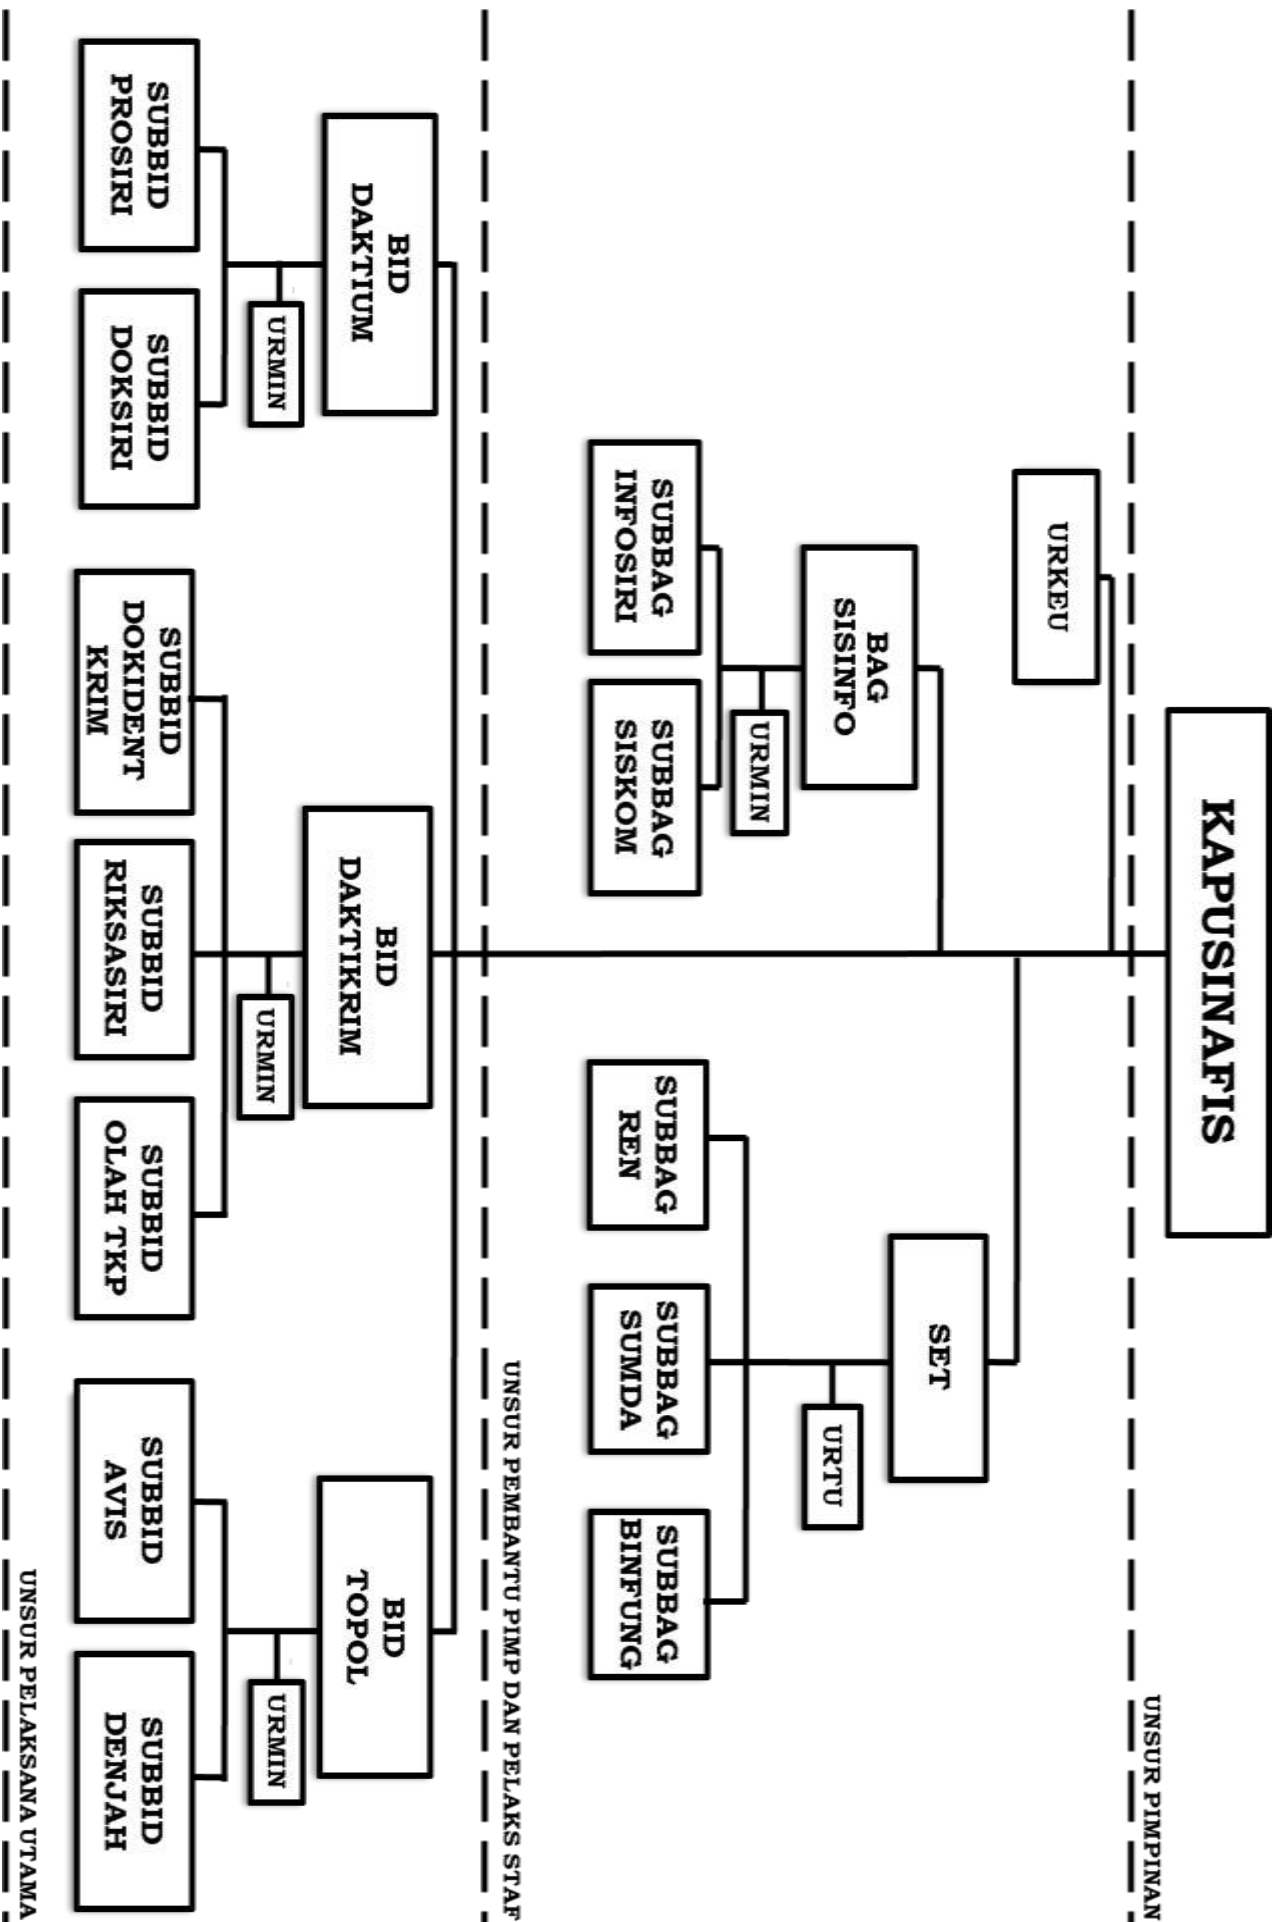 KAPUSINAFIS
UNSUR PIMPINAN
URKEU
SET
BAG
SISINFO
URTU
URMIN
SUBBAG
INFOSIRI
SUBBAG
SISKOM
SUBBAG
REN
SUBBAG
SUMDA
SUBBAG
BINFUNG
UNSUR PEMBANTU PIMP DAN PELAKS STAF
BID
DAKTIUM
BID
DAKTIKRIM
BID
TOPOL
URMIN
URMIN
URMIN
SUBBID
PROSIRI
SUBBID
DOKSIRI
SUBBID
DOKIDENT
KRIM
SUBBID
RIKSASIRI
SUBBID
OLAH TKP
SUBBID
AVIS
SUBBID
DENJAH
UNSUR PELAKSANA UTAMA